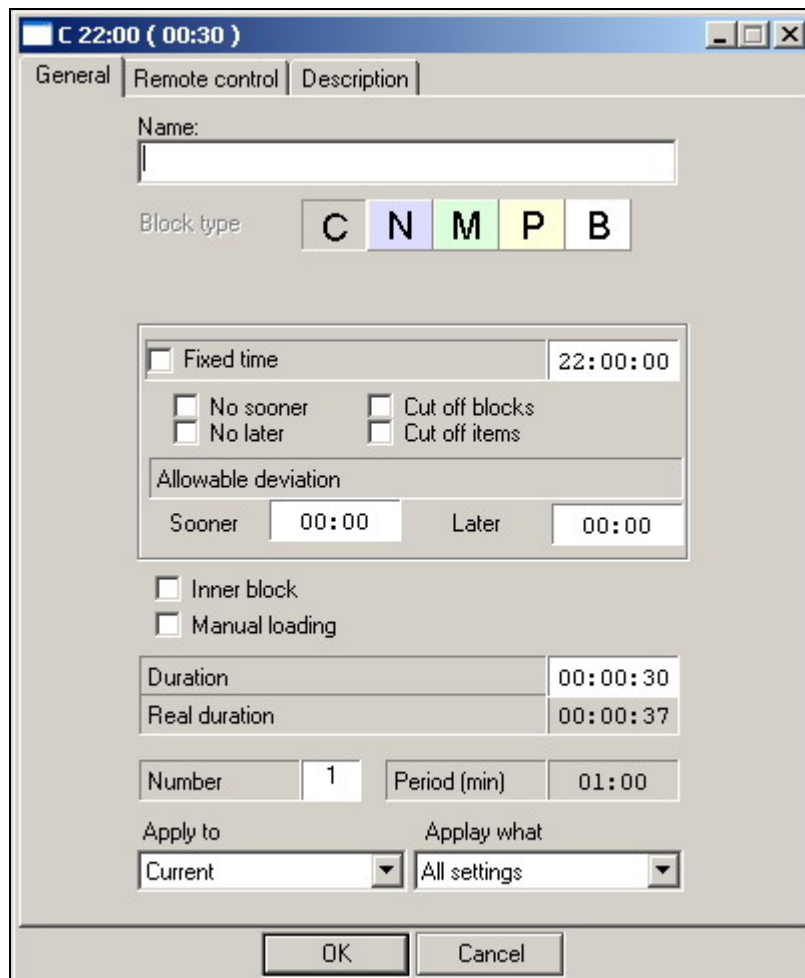 C 22:00 ( 00:30 )
General Remote control Description
Name:
Block type C N M P B
Fixed time 22:00:00
No sooner Cut off blocks
No later Cut off items
Allowable deviation
Sooner 00:00 Later 00:00
Inner block
Manual loading
Duration 00:00:30
Real duration 00:00:37
Number 1 Period (min) 01:00
Apply to Applay what
Current All settings
OK Cancel